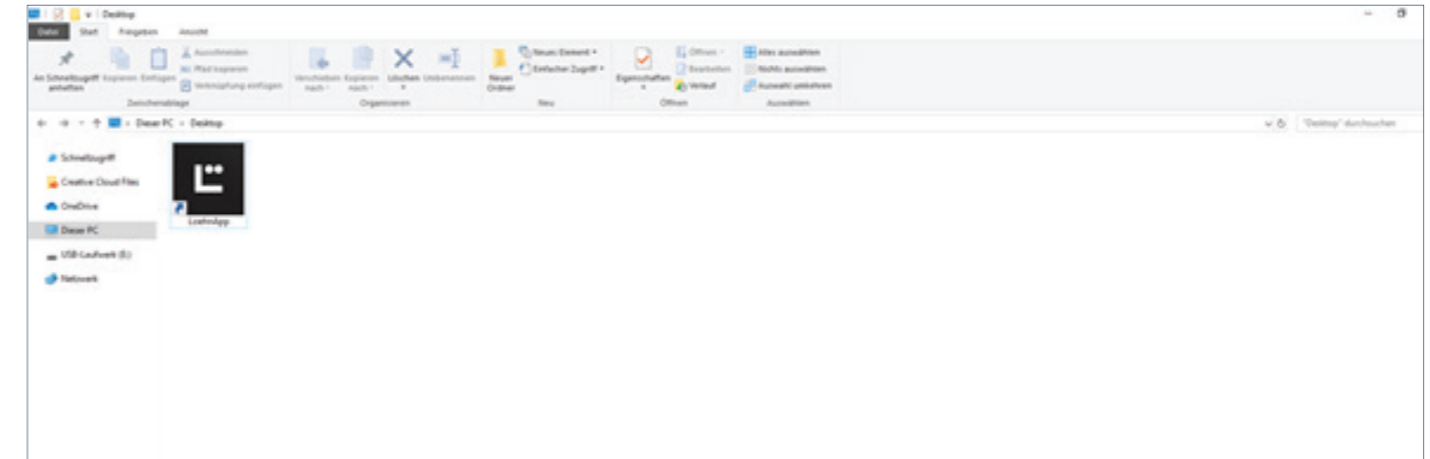 Desktop
Datei Start Freigeben Ansicht
An Schnellzugriff anheften
Kopieren
Einfügen
Ausschneiden
Pfad kopieren
Verknüpfung einfügen
Zwischenablage
Verschieben nach
Kopieren nach
Löschen
Umbenennen
Organisieren
Neuer Ordner
Neues Element
Einfacher Zugriff
Neu
Eigenschaften
Öffnen
Bearbeiten
Verlauf
Öffnen
Alles auswählen
Nichts auswählen
Auswahl umkehren
Auswählen
Dieser PC Desktop
"Desktop" durchsuchen
Schnellzugriff
Creative Cloud Files
OneDrive
Dieser PC
USB-Laufwerk (E:)
Netzwerk